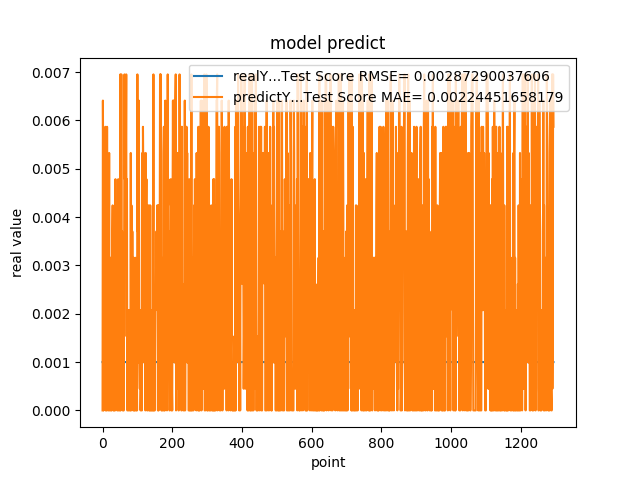 model predict
realY...Test Score RMSE= 0.00287290037606
predictY...Test Score MAE= 0.00224451658179
0.007
0.006
0.005
0.004
0.003
0.002
0.001
0.000
real value
0 200 400 600 800 1000 1200
point